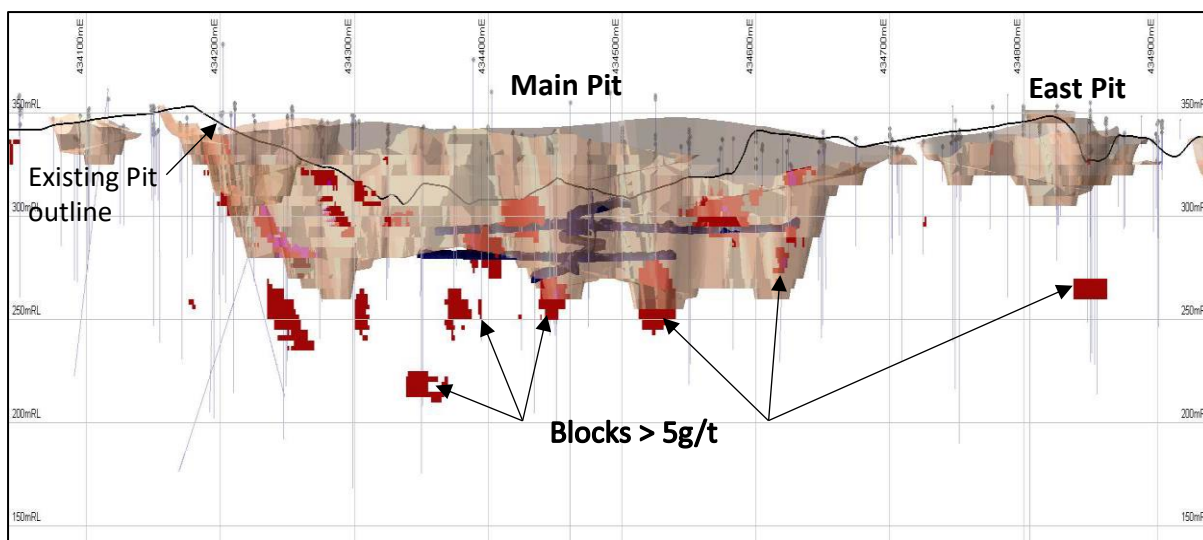 434100mE
434200mE
434300mE
434400mE
434500mE
434600mE
434700mE
434800mE
434900mE
Main Pit
East Pit
350mRL
350mRL
Existing Pit
outline
300mRL
300mRL
250mRL
250mRL
200mRL
200mRL
Blocks > 5g/t
150mRL
150mRL